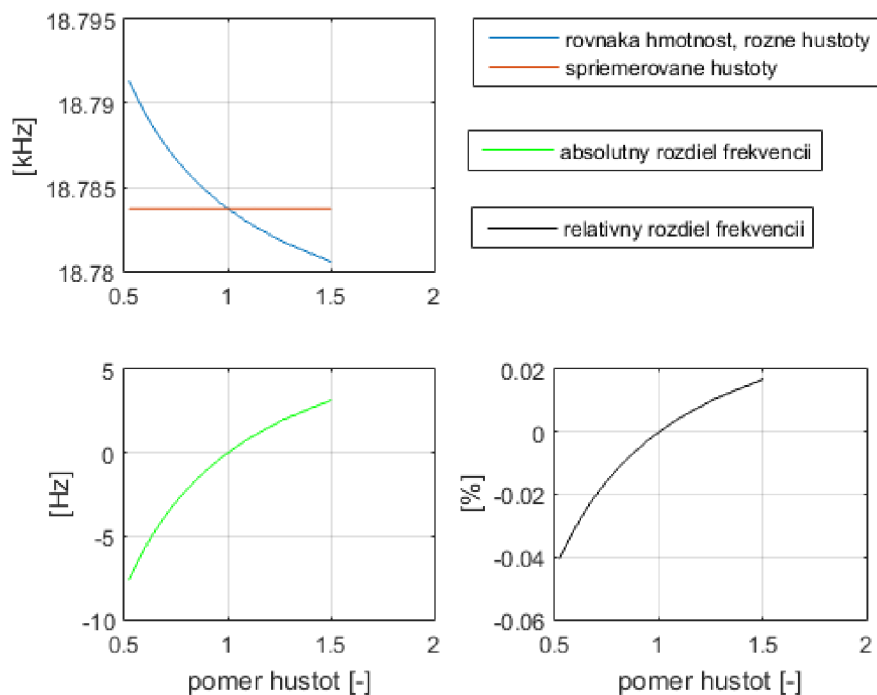 18.795
18.79
18.785
18.78
[kHz]
0.5 1 1.5 2
rovnaka hmotnost, rozne hustoty
spriemerovane hustoty
absolutny rozdiel frekvencii
relativny rozdiel frekvencii
5
0
-5
-10
[Hz]
0.5 1 1.5 2
pomer hustot [-]
0.02
0
-0.02
-0.04
-0.06
[%]
0.5 1 1.5 2
pomer hustot [-]